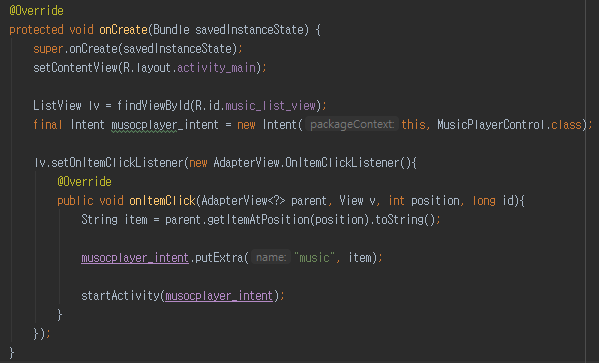 @Override
protected void onCreate(Bundle savedInstanceState) {
super.onCreate(savedInstanceState);
setContentView(R.layout.activity_main);
ListView lv = findViewById(R.id.music_list_view);
final Intent musocplayer_intent = new Intent( packageContext: this, MusicPlayerControl.class);
lv.setOnItemClickListener(new AdapterView.OnItemClickListener(){
@Override
public void onItemClick(AdapterView<?> parent, View v, int position, long id){
String item = parent.getItemAtPosition(position).toString();
musocplayer_intent.putExtra( name: "music", item);
startActivity(musocplayer_intent);
}
});
}